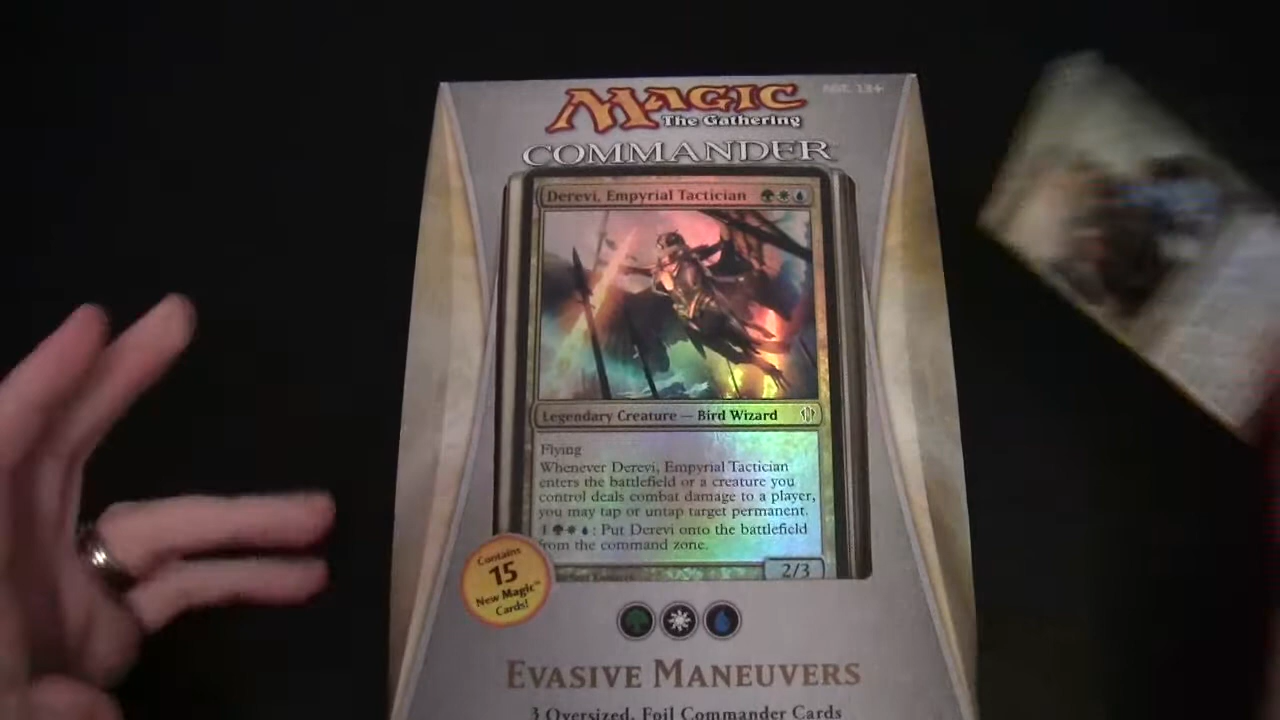 MAGIC
The Gathering
AGE 13+
COMMANDER
Derevi, Empyrial Tactician
Legendary Creature — Bird Wizard
Flying
Whenever Derevi, Empyrial Tactician
enters the battlefield or a creature you
control deals combat damage to a player,
you may tap or untap target permanent.
1 : Put Derevi onto the battlefield
from the command zone.
2/3
Contains
15
New Magic™
Cards!
EVASIVE MANEUVERS
3 Oversized, Foil Commander Cards